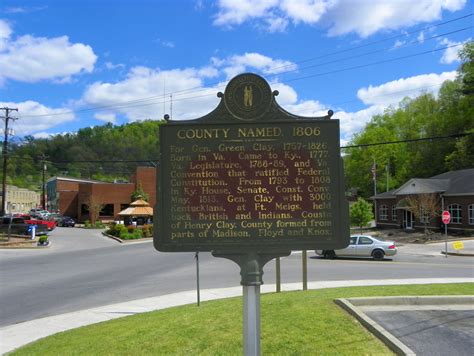 COUNTY NAMED, 1806
For Gen. Green Clay, 1757-1826
Born in Va. Came to Ky., 1777.
Va. Legislature, 1788-89, and Va.
Convention that ratified Federal
Constitution. From 1793 to 1808
in Ky. House, Senate, Const. Conv.
May, 1813, Gen. Clay with 3000
Kentuckians, at Ft. Meigs, held
back British and Indians. Cousin
of Henry Clay. County formed from
parts of Madison, Floyd and Knox.